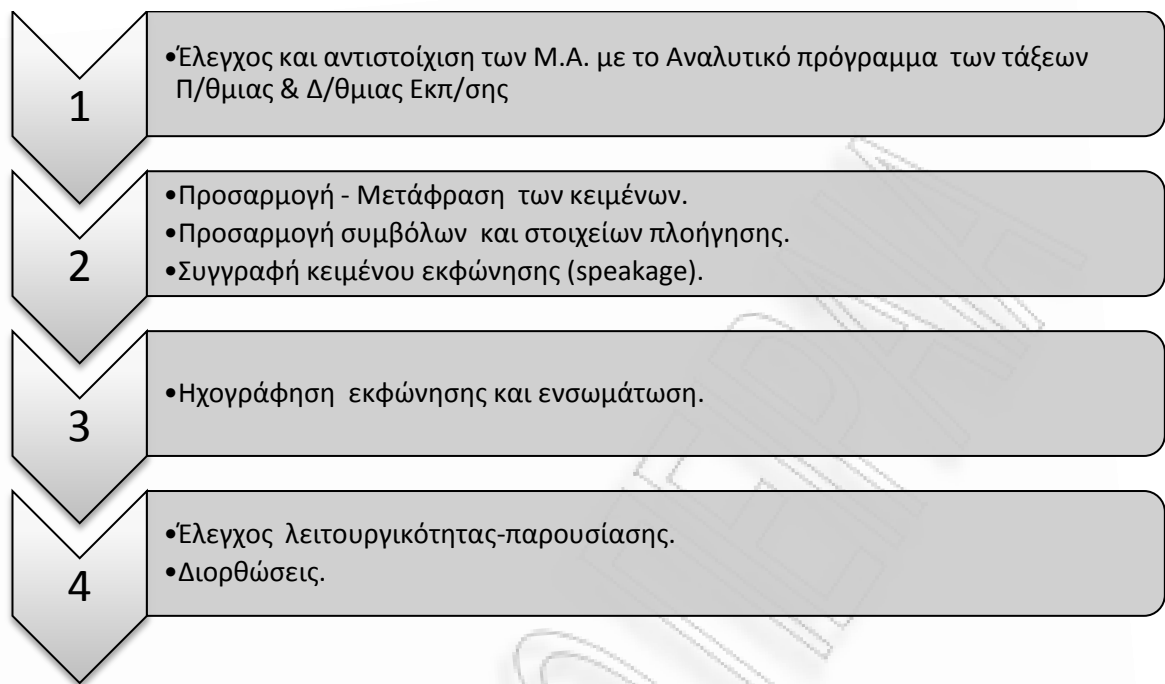 1
•Έλεγχος και αντιστοίχιση των Μ.Α. με το Αναλυτικό πρόγραμμα των τάξεων
Π/θμιας & Δ/θμιας Εκπ/σης
2
•Προσαρμογή - Μετάφραση των κειμένων.
•Προσαρμογή συμβόλων και στοιχείων πλοήγησης.
•Συγγραφή κειμένου εκφώνησης (speakage).
3
•Ηχογράφηση εκφώνησης και ενσωμάτωση.
4
•Έλεγχος λειτουργικότητας-παρουσίασης.
•Διορθώσεις.